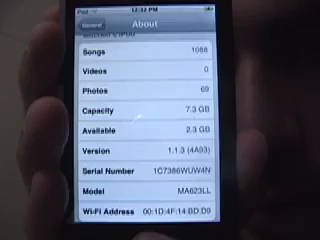 iPod 12:32 PM
General About
Songs 1088
Videos 0
Photos 69
Capacity 7.3 GB
Available 2.3 GB
Version 1.1.3 (4A93)
Serial Number 1C7386WUW4N
Model MA623LL
Wi-Fi Address 00:1D:4F:14:BD:D9